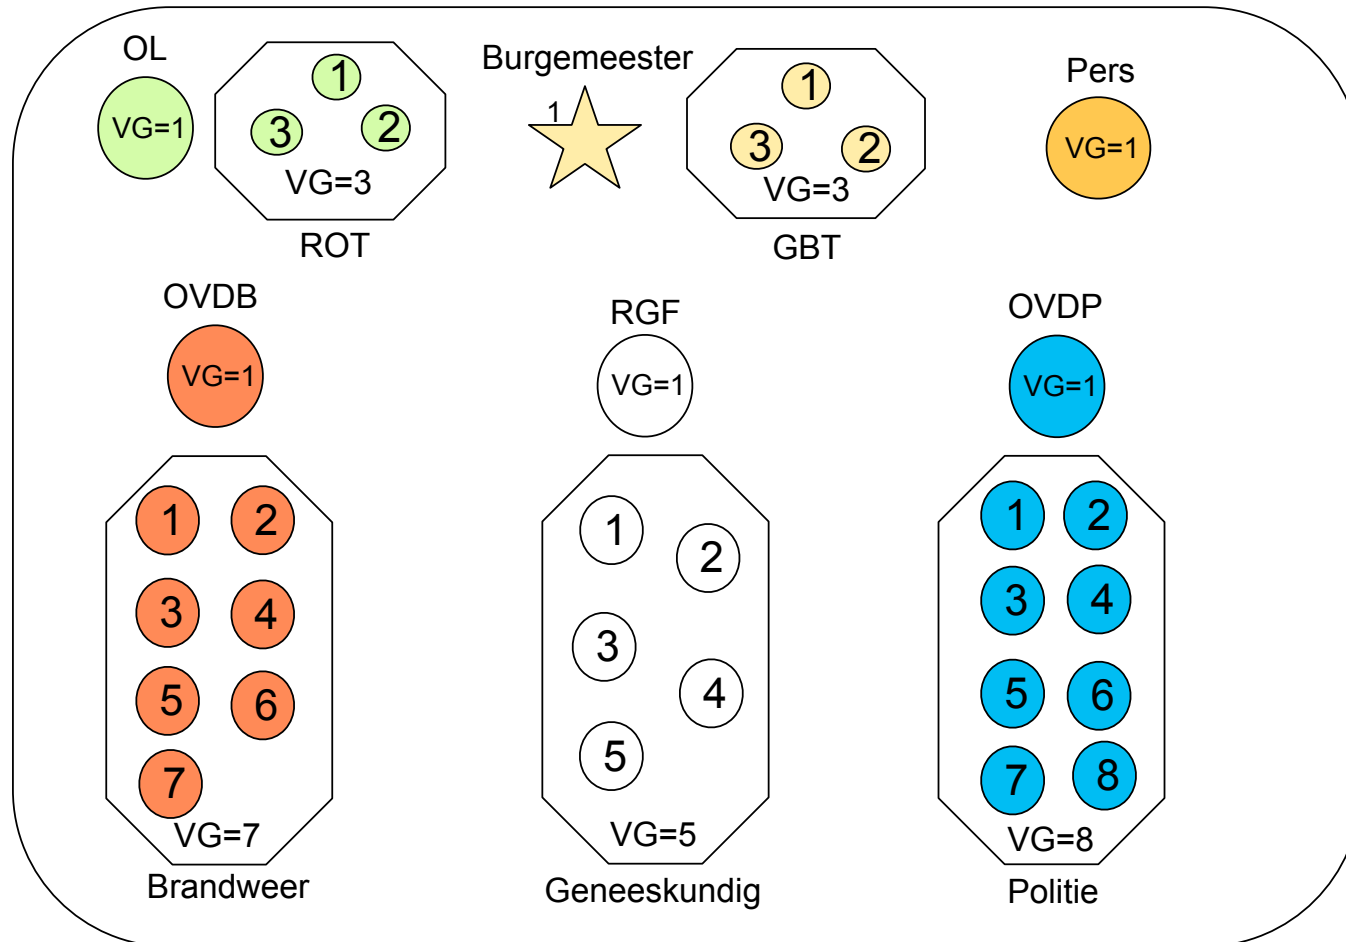 OL
VG=1
1
3
2
VG=3
ROT
Burgemeester
1
1
3
2
VG=3
GBT
Pers
VG=1
OVDB
VG=1
RGF
VG=1
OVDP
VG=1
1
2
3
4
5
6
7
VG=7
Brandweer
1
2
3
4
5
VG=5
Geneeskundig
1
2
3
4
5
6
7
8
VG=8
Politie